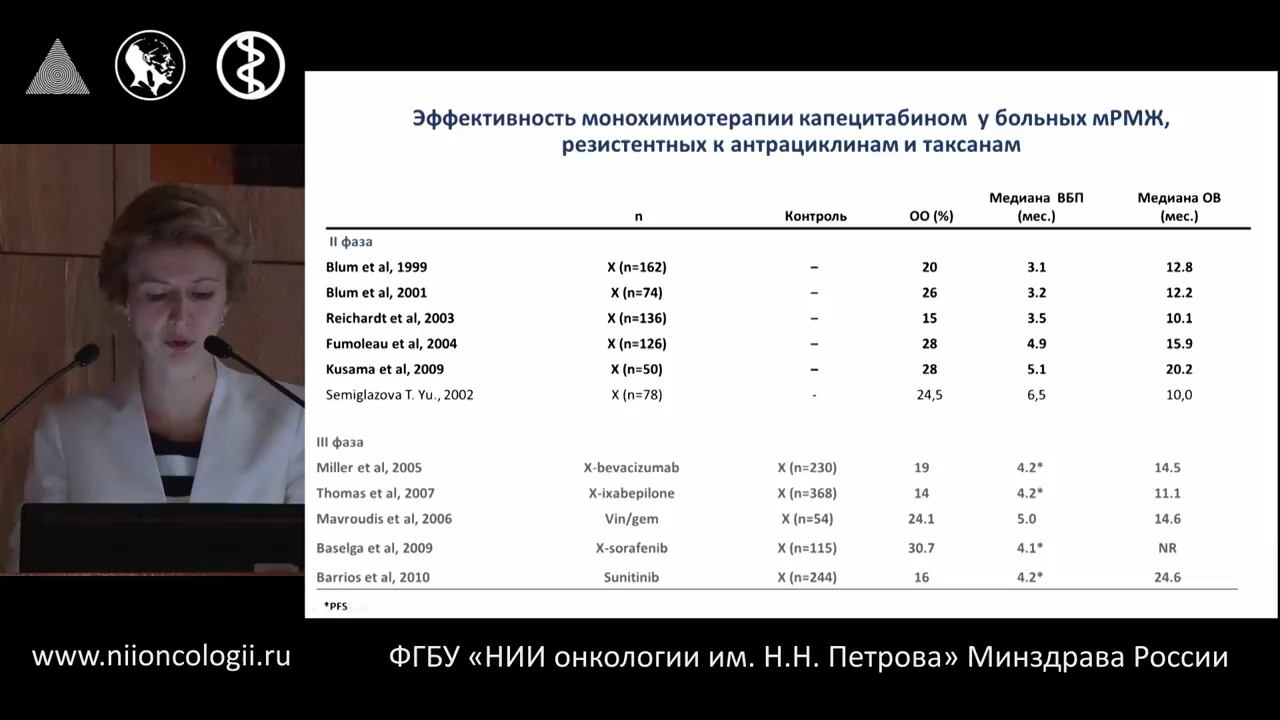 Эффективность монохимиотерапии капецитабином у больных мРМЖ,
резистентных к антрациклинам и таксанам
n Контроль ОО (%) Медиана ВБП (мес.) Медиана ОВ (мес.)
II фаза
Blum et al, 1999 X (n=162) – 20 3.1 12.8
Blum et al, 2001 X (n=74) – 26 3.2 12.2
Reichardt et al, 2003 X (n=136) – 15 3.5 10.1
Fumoleau et al, 2004 X (n=126) – 28 4.9 15.9
Kusama et al, 2009 X (n=50) – 28 5.1 20.2
Semiglazova T. Yu., 2002 X (n=78) - 24,5 6,5 10,0
III фаза
Miller et al, 2005 X-bevacizumab X (n=230) 19 4.2* 14.5
Thomas et al, 2007 X-ixabepilone X (n=368) 14 4.2* 11.1
Mavroudis et al, 2006 Vin/gem X (n=54) 24.1 5.0 14.6
Baselga et al, 2009 X-sorafenib X (n=115) 30.7 4.1* NR
Barrios et al, 2010 Sunitinib X (n=244) 16 4.2* 24.6
*PFS
www.niioncologii.ru ФГБУ «НИИ онкологии им. Н.Н. Петрова» Минздрава России